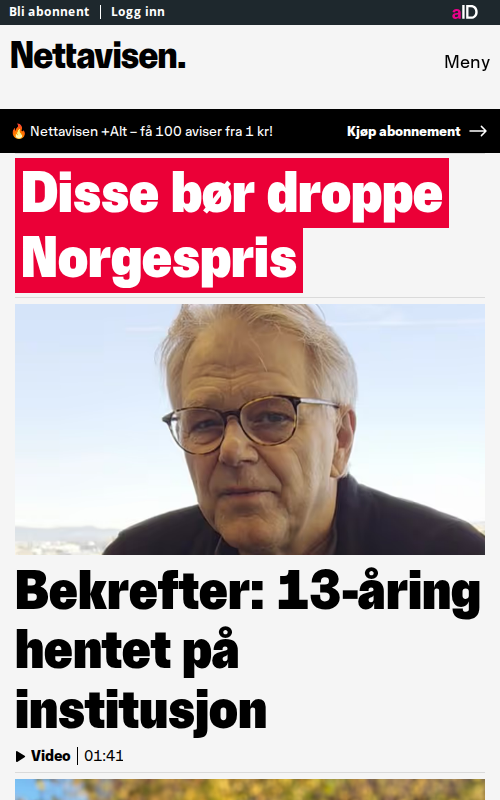 Bli abonnent | Logg inn
aID
Nettavisen.
Meny
🔥 Nettavisen +Alt – få 100 aviser fra 1 kr!
Kjøp abonnement →
Disse bør droppe
Norgespris
Bekrefter: 13-åring
hentet på
institusjon
Video | 01:41